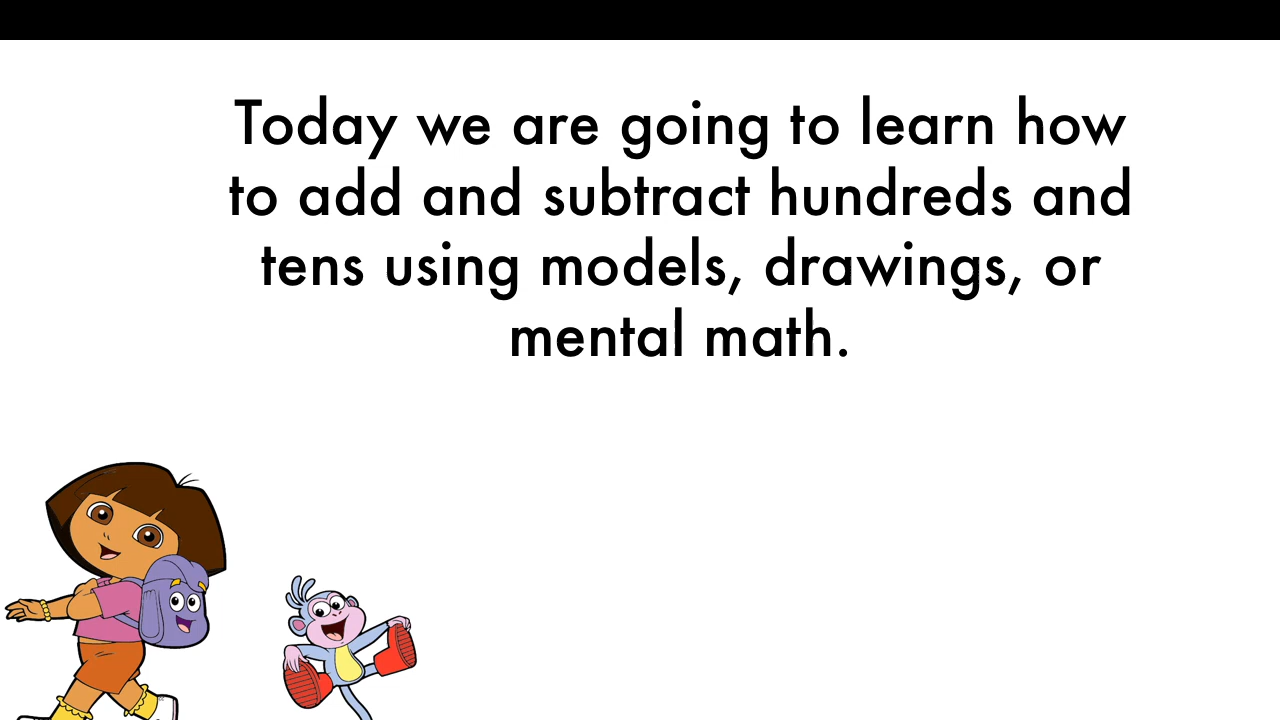 Today we are going to learn how
to add and subtract hundreds and
tens using models, drawings, or
mental math.